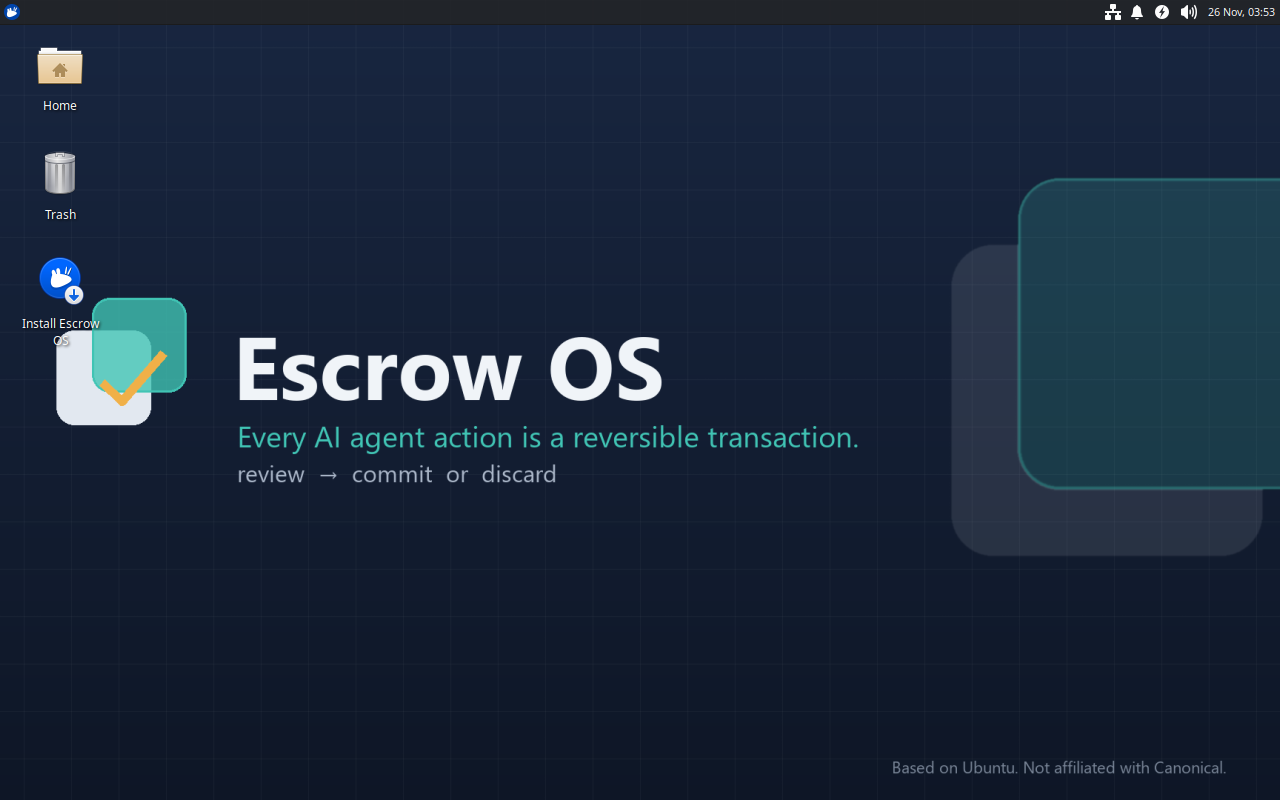 26 Nov, 03:53
Home
Trash
Install Escrow
OS
Escrow OS
Every AI agent action is a reversible transaction.
review → commit or discard
Based on Ubuntu. Not affiliated with Canonical.